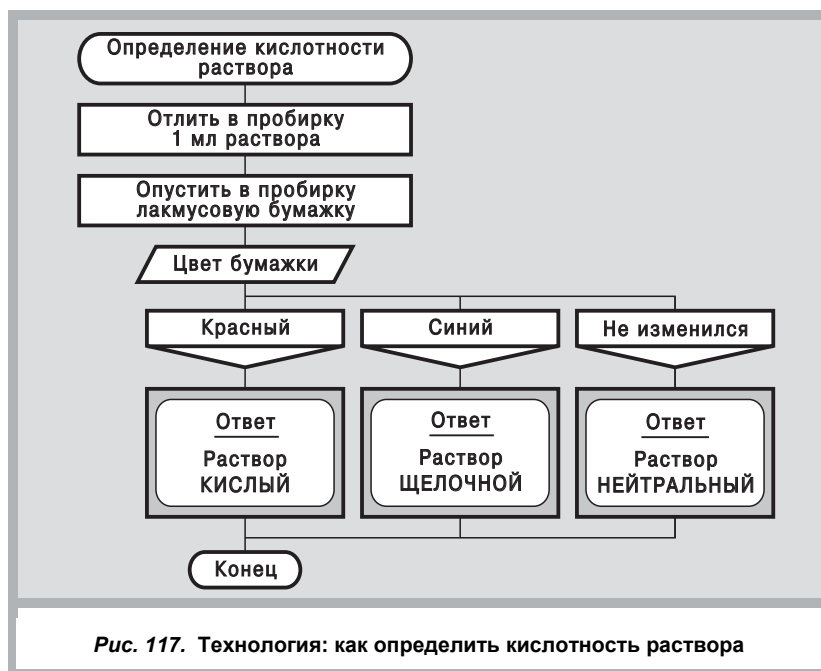 Определение кислотности
раствора
Отлить в пробирку
1 мл раствора
Опустить в пробирку
лакмусовую бумажку
Цвет бумажки
Красный
Синий
Не изменился
Ответ
Раствор
КИСЛЫЙ
Ответ
Раствор
ЩЕЛОЧНОЙ
Ответ
Раствор
НЕЙТРАЛЬНЫЙ
Конец
Рис. 117. Технология: как определить кислотность раствора